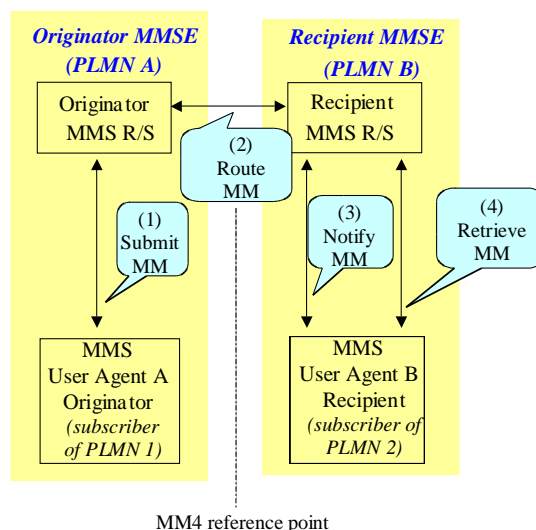 Originator MMSE
(PLMN A)
Recipient MMSE
(PLMN B)
Originator
MMS R/S
Recipient
MMS R/S
(2)
Route
MM
(1)
Submit
MM
(3)
Notify
MM
(4)
Retrieve
MM
MMS
User Agent A
Originator
(subscriber
of PLMN 1)
MMS
User Agent B
Recipient
(subscriber of
PLMN 2)
MM4 reference point